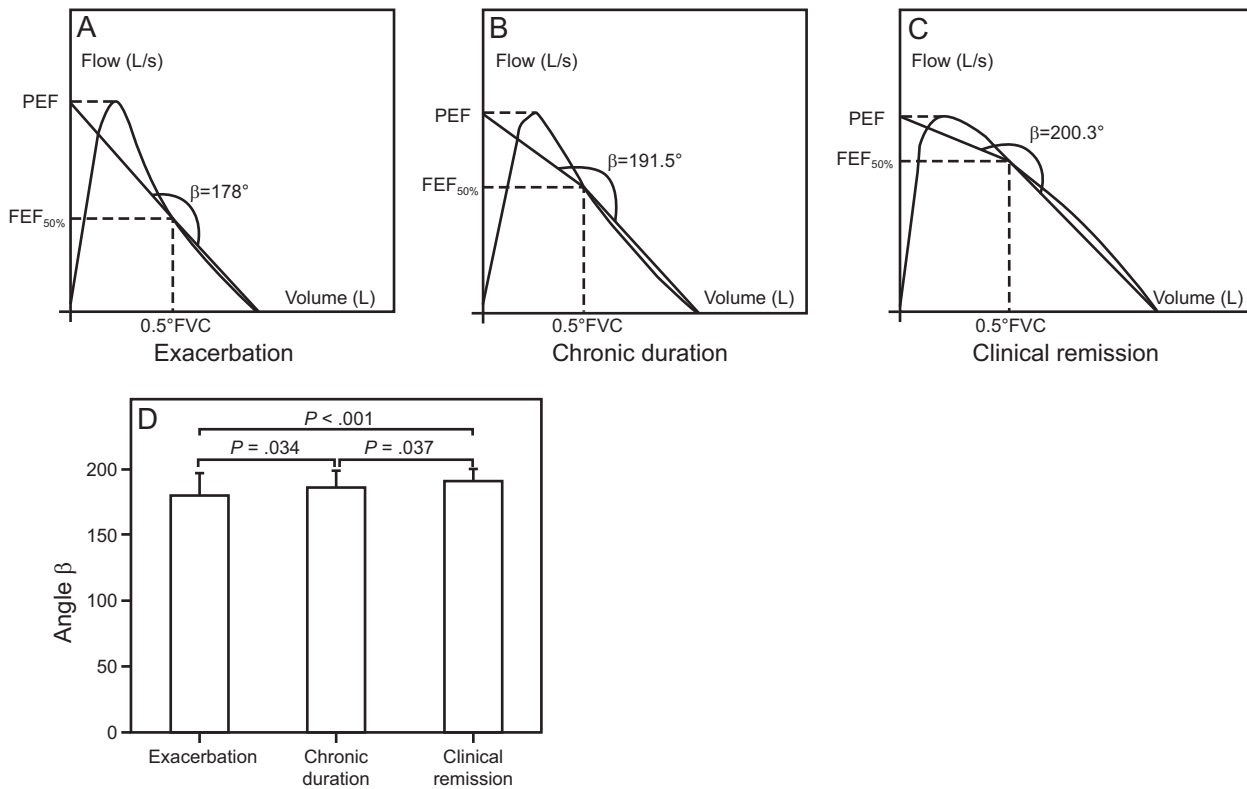 A
Flow (L/s)
PEF
FEF50%
β=178°
Volume (L)
0.5°FVC
Exacerbation
B
Flow (L/s)
PEF
FEF50%
β=191.5°
Volume (L)
0.5°FVC
Chronic duration
C
Flow (L/s)
PEF
FEF50%
β=200.3°
Volume (L)
0.5°FVC
Clinical remission
D
P < .001
P = .034
P = .037
200
150
100
50
0
Angle β
Exacerbation
Chronic
duration
Clinical
remission